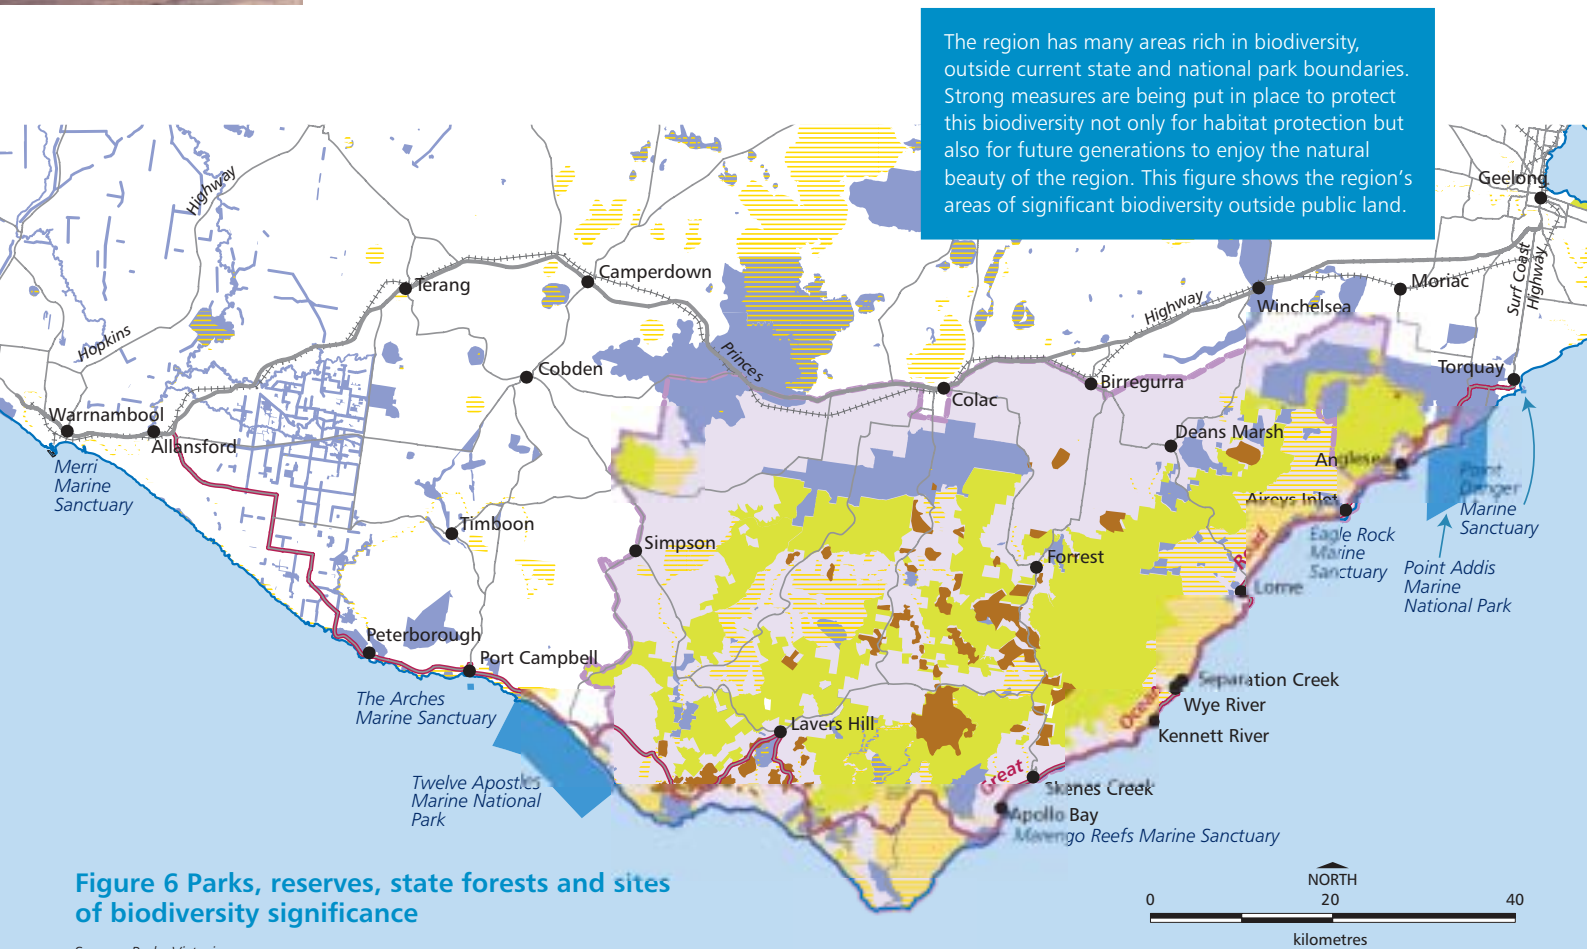 The region has many areas rich in biodiversity,
outside current state and national park boundaries.
Strong measures are being put in place to protect
this biodiversity not only for habitat protection but
also for future generations to enjoy the natural
beauty of the region. This figure shows the region's
areas of significant biodiversity outside public land.
Geelong
Highway
Surf Coast
Highway
Camperdown
Terang
Moriac
Winchelsea
Highway
Hopkins
Princes
Cobden
Torquay
Birregurra
Colac
Warrnambool
Allansford
Deans Marsh
Anglesea
Merri
Marine
Sanctuary
Point
Danger
Marine
Sanctuary
Aireys Inlet
Timboon
Eagle Rock
Marine
Sanctuary
Simpson
Forrest
Road
Point Addis
Marine
National Park
Lorne
Peterborough
Port Campbell
Separation Creek
The Arches
Marine Sanctuary
Wye River
Ocean
Lavers Hill
Kennett River
Great
Twelve Apostles
Marine National
Park
Skenes Creek
Apollo Bay
Marengo Reefs Marine Sanctuary
Figure 6 Parks, reserves, state forests and sites
of biodiversity significance
NORTH
0 20 40
kilometres